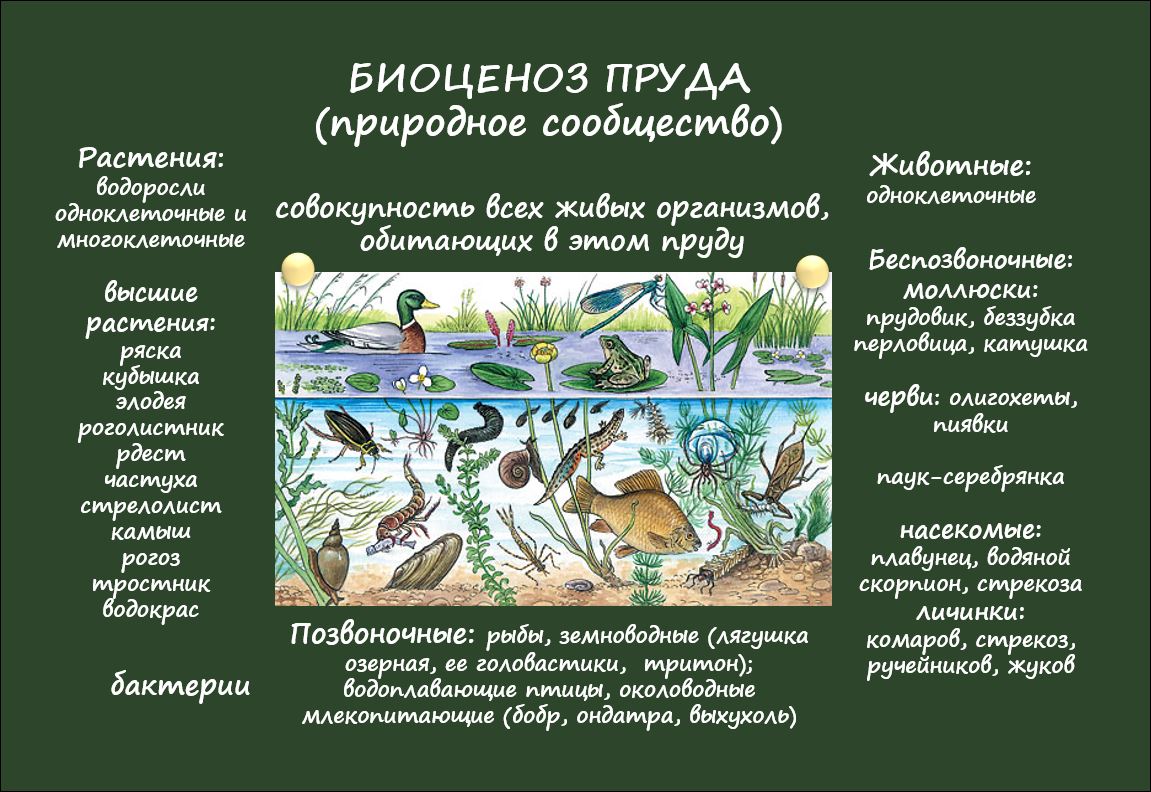 БИОЦЕНОЗ ПРУДА
(природное сообщество)
совокупность всех живых организмов,
обитающих в этом пруду
Растения:
водоросли
одноклеточные и
многоклеточные
высшие
растения:
ряска
кубышка
элодея
роголистник
рдест
частуха
стрелолист
камыш
рогоз
тростник
водокрас
бактерии
Животные:
одноклеточные
Беспозвоночные:
моллюски:
прудовик, беззубка
перловица, катушка
черви: олигохеты,
пиявки
паук-серебрянка
насекомые:
плавунец, водяной
скорпион, стрекоза
личинки:
комаров, стрекоз,
ручейников, жуков
Позвоночные: рыбы, земноводные (лягушка
озерная, ее головастики, тритон);
водоплавающие птицы, околоводные
млекопитающие (бобр, ондатра, выхухоль)